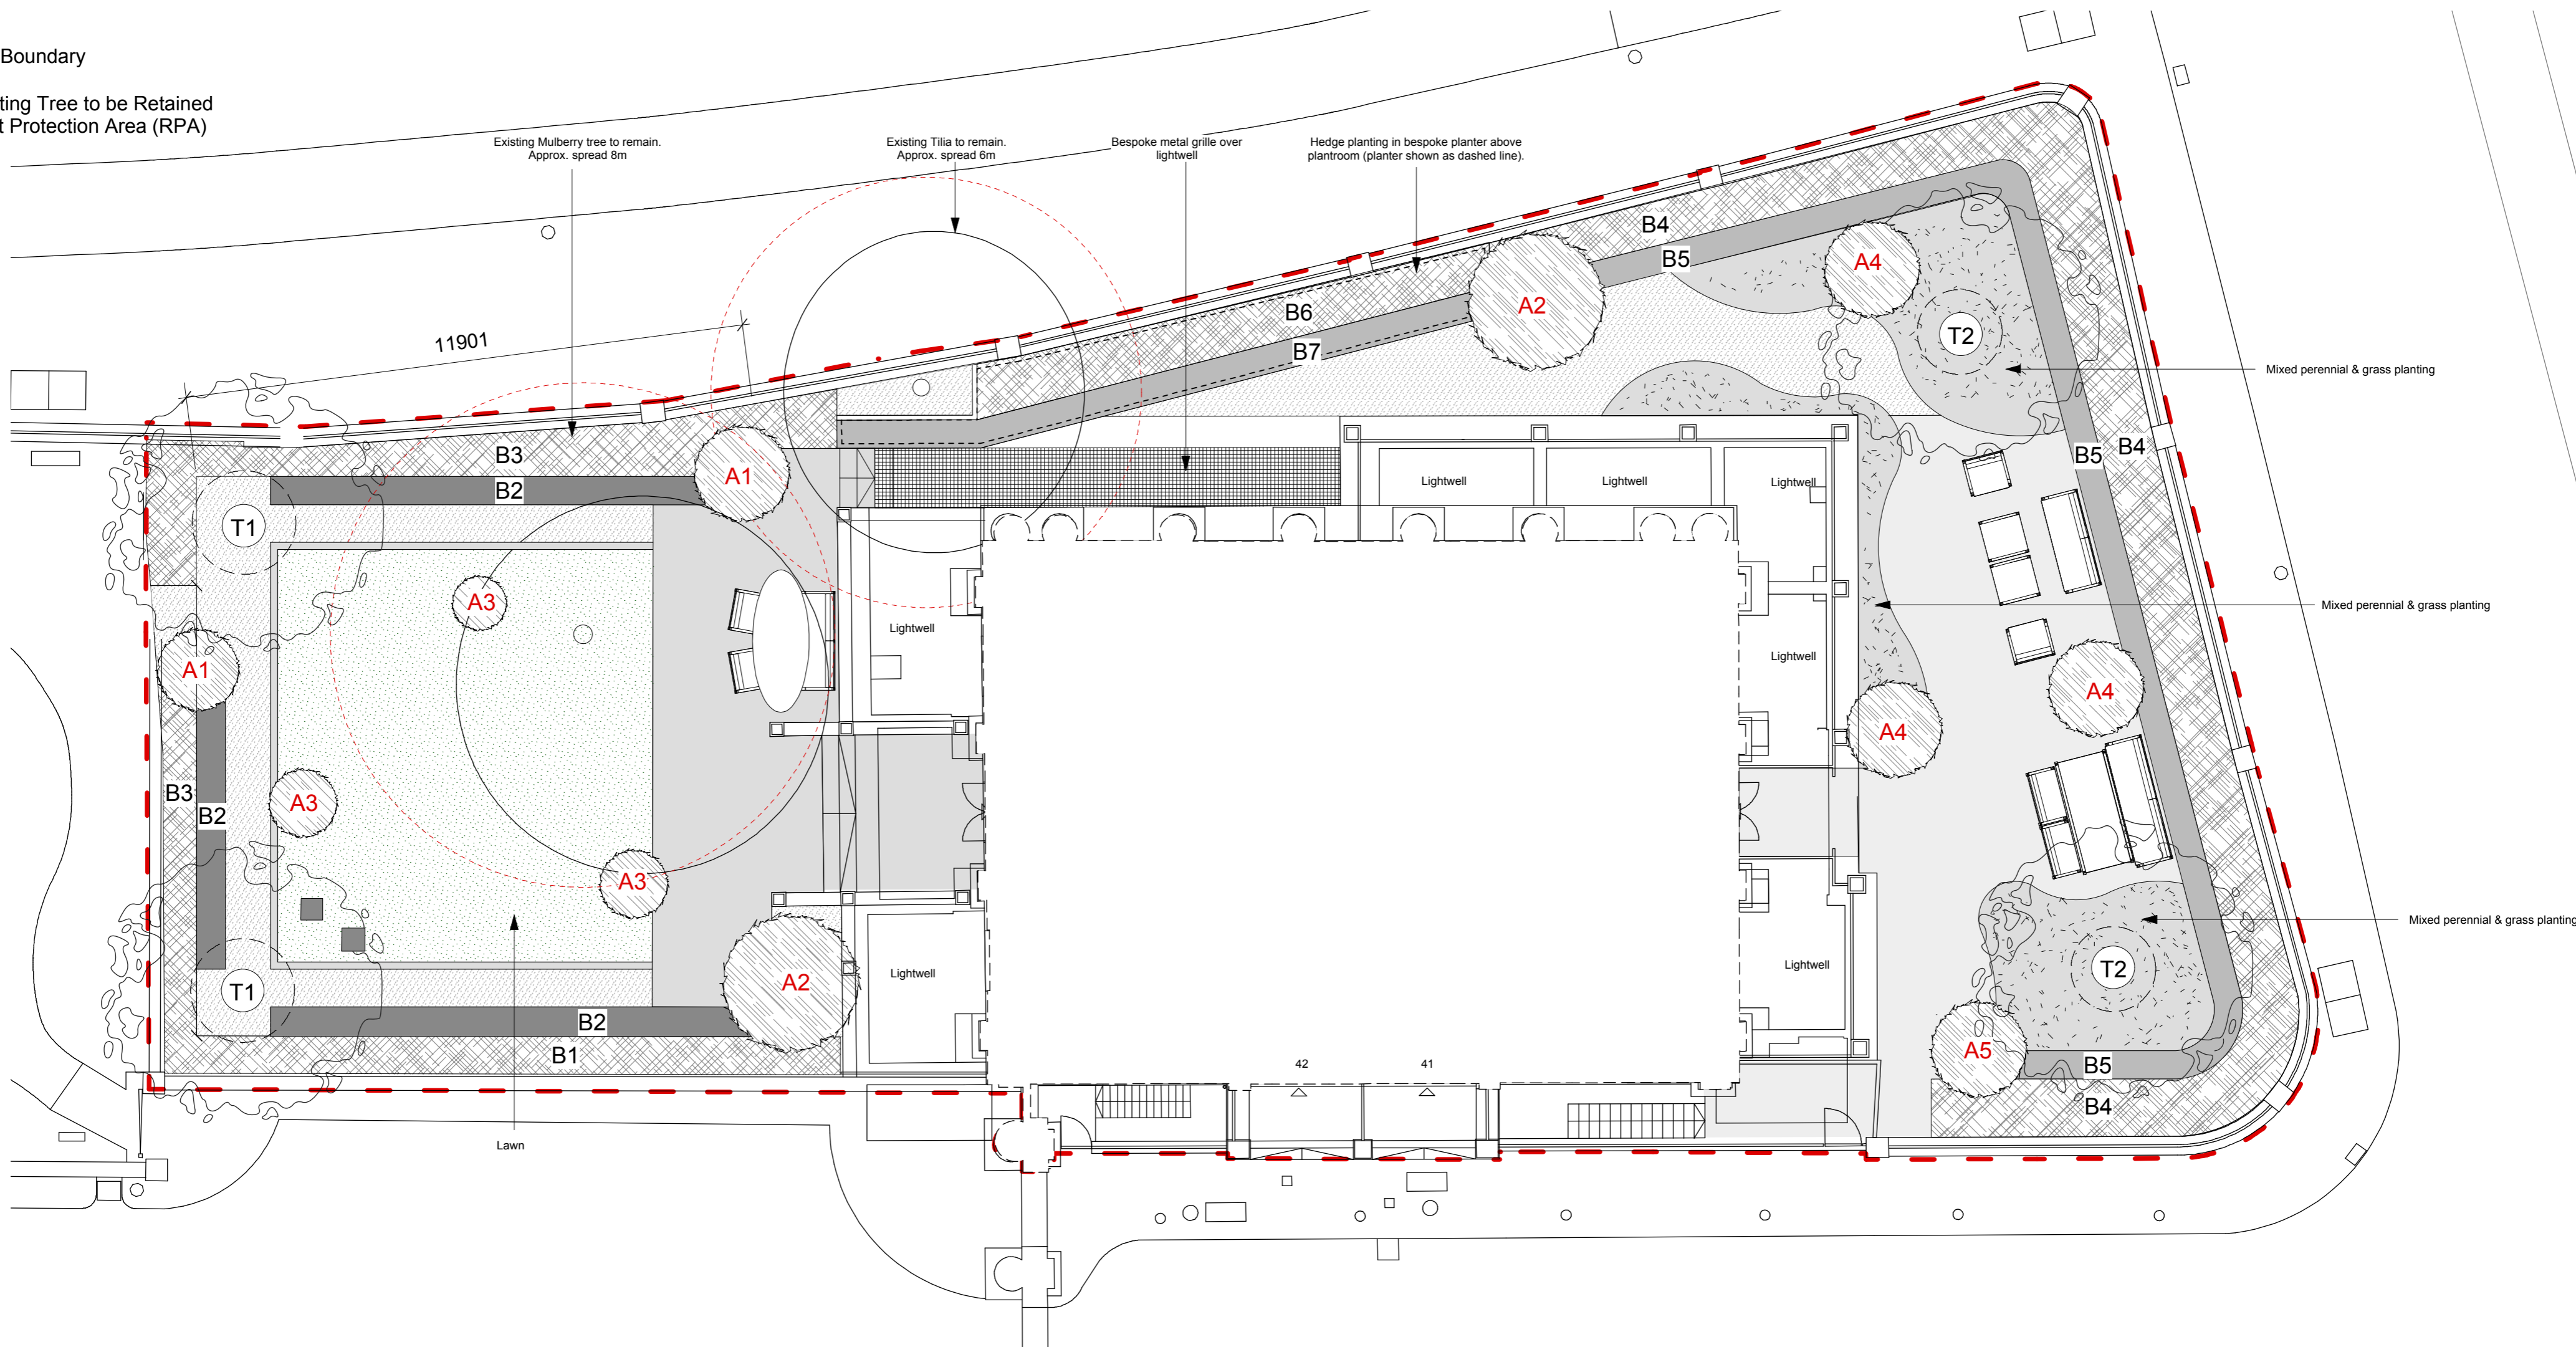 Boundary
ting Tree to be Retained
t Protection Area (RPA)
Existing Mulberry tree to remain.
Approx. spread 8m
Existing Tilia to remain.
Approx. spread 6m
Bespoke metal grille over
lightwell
Hedge planting in bespoke planter above
plantroom (planter shown as dashed line).
11901
B4
B5
A4
A2
B6
B7
T2
Mixed perennial & grass planting
B3
A1
B2
T1
B5
B4
Lightwell
Lightwell
Lightwell
A3
Lightwell
Mixed perennial & grass planting
A1
Lightwell
A4
A4
B3
A3
B2
A3
Mixed perennial & grass planting
T1
A2
Lightwell
Lightwell
T2
B2
B1
A5
B5
B4
42
41
Lawn